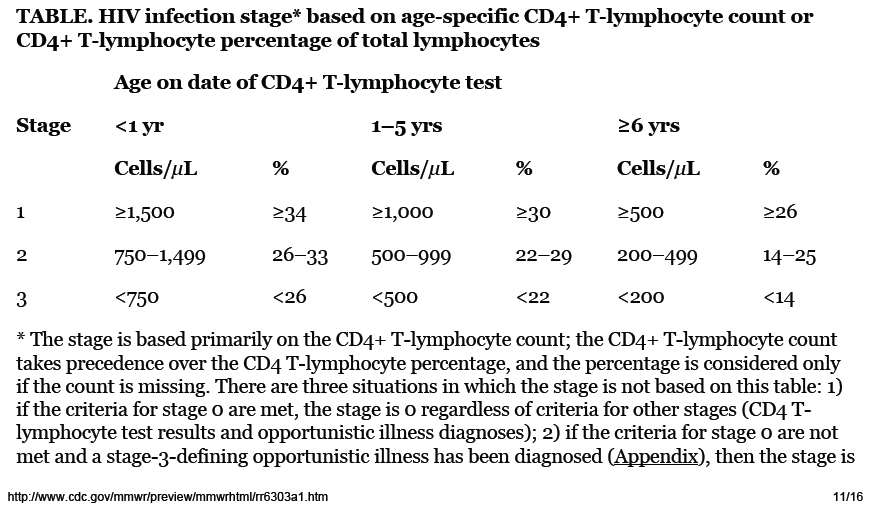 TABLE. HIV infection stage* based on age-specific CD4+ T-lymphocyte count or
CD4+ T-lymphocyte percentage of total lymphocytes
Age on date of CD4+ T-lymphocyte test
Stage <1 yr 1–5 yrs ≥6 yrs
Cells/μL % Cells/μL % Cells/μL %
1 ≥1,500 ≥34 ≥1,000 ≥30 ≥500 ≥26
2 750–1,499 26–33 500–999 22–29 200–499 14–25
3 <750 <26 <500 <22 <200 <14
* The stage is based primarily on the CD4+ T-lymphocyte count; the CD4+ T-lymphocyte count
takes precedence over the CD4 T-lymphocyte percentage, and the percentage is considered only
if the count is missing. There are three situations in which the stage is not based on this table: 1)
if the criteria for stage 0 are met, the stage is 0 regardless of criteria for other stages (CD4 T-
lymphocyte test results and opportunistic illness diagnoses); 2) if the criteria for stage 0 are not
met and a stage-3-defining opportunistic illness has been diagnosed (Appendix), then the stage is
http://www.cdc.gov/mmwr/preview/mmwrhtml/rr6303a1.htm 11/16